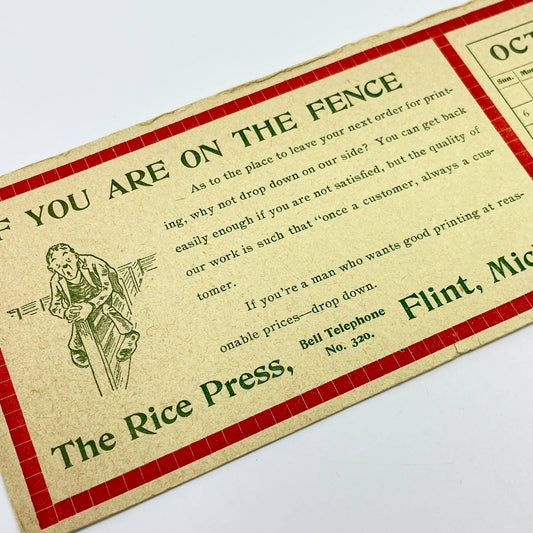 IF YOU ARE ON THE FENCE
As to the place to leave your next order for print-
ing, why not drop down on our side? You can get back
easily enough if you are not satisfied, but the quality of
our work is such that "once a customer, always a cus-
tomer.
If you're a man who wants good printing at reas-
onable prices—drop down.
The Rice Press, Bell Telephone
No. 320. Flint, Mic
OCT
Sun. Mon
6